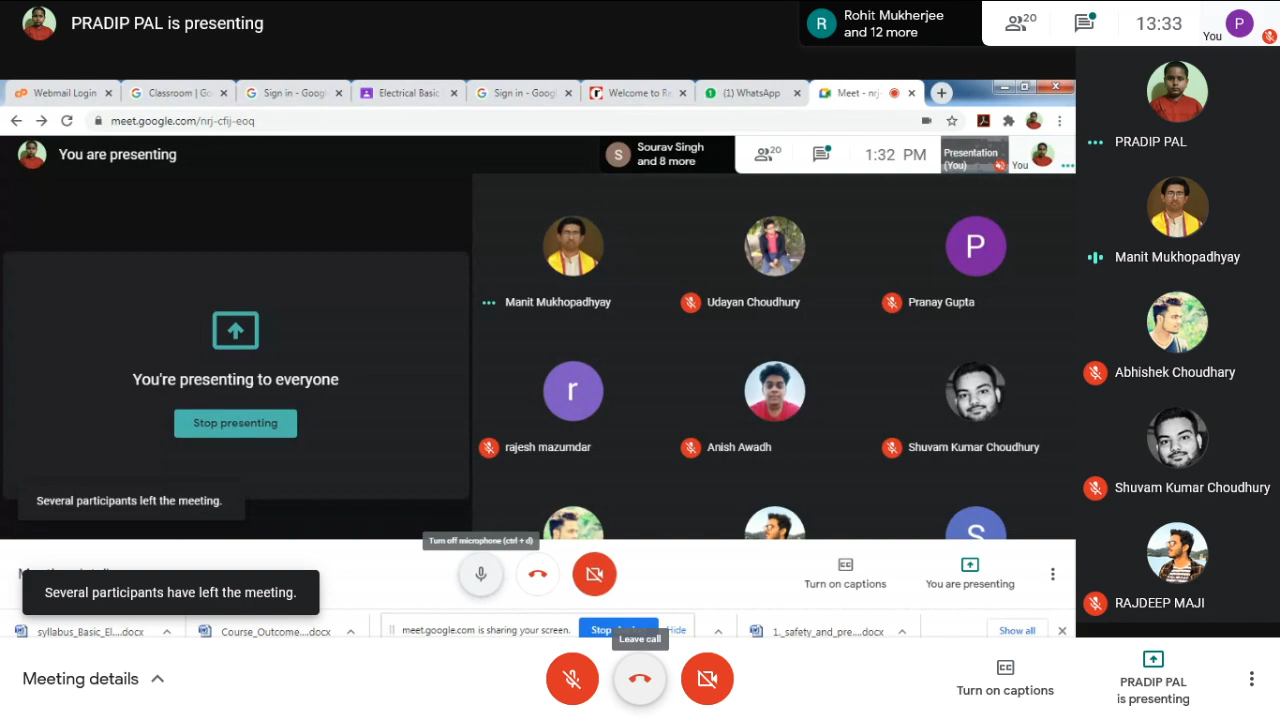 PRADIP PAL is presenting
R
Rohit Mukherjee
and 12 more
20
13:33
You
P
Webmail Login
Classroom | Go
Sign in - Googl
Electrical Basic
Sign in - Googl
Welcome to Re
(1) WhatsApp
Meet - nrj-
meet.google.com/nrj-cfij-eoq
You are presenting
S
Sourav Singh
and 8 more
20
1:32 PM
Presentation
(You)
You
PRADIP PAL
Manit Mukhopadhyay
Abhishek Choudhary
Shuvam Kumar Choudhury
RAJDEEP MAJI
You're presenting to everyone
Stop presenting
Several participants left the meeting.
Manit Mukhopadhyay
Udayan Choudhury
P
Pranay Gupta
r
rajesh mazumdar
Anish Awadh
Shuvam Kumar Choudhury
S
Turn off microphone (ctrl + d)
Turn on captions
You are presenting
Several participants have left the meeting.
syllabus_Basic_El....docx
Course_Outcome....docx
meet.google.com is sharing your screen.
Stop
Hide
1._safety_and_pre....docx
Show all
Leave call
Meeting details
Turn on captions
PRADIP PAL
is presenting